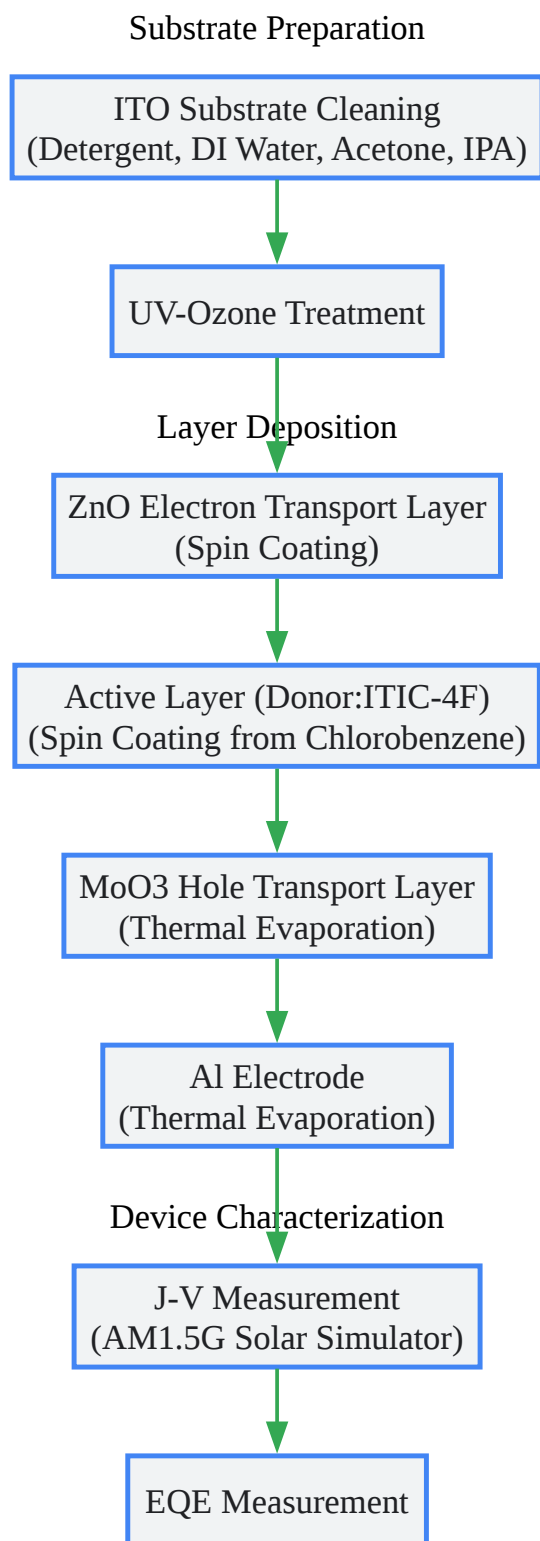 Substrate Preparation
ITO Substrate Cleaning
(Detergent, DI Water, Acetone, IPA)
UV-Ozone Treatment
Layer Deposition
ZnO Electron Transport Layer
(Spin Coating)
Active Layer (Donor:ITIC-4F)
(Spin Coating from Chlorobenzene)
MoO3 Hole Transport Layer
(Thermal Evaporation)
Al Electrode
(Thermal Evaporation)
Device Characterization
J-V Measurement
(AM1.5G Solar Simulator)
EQE Measurement